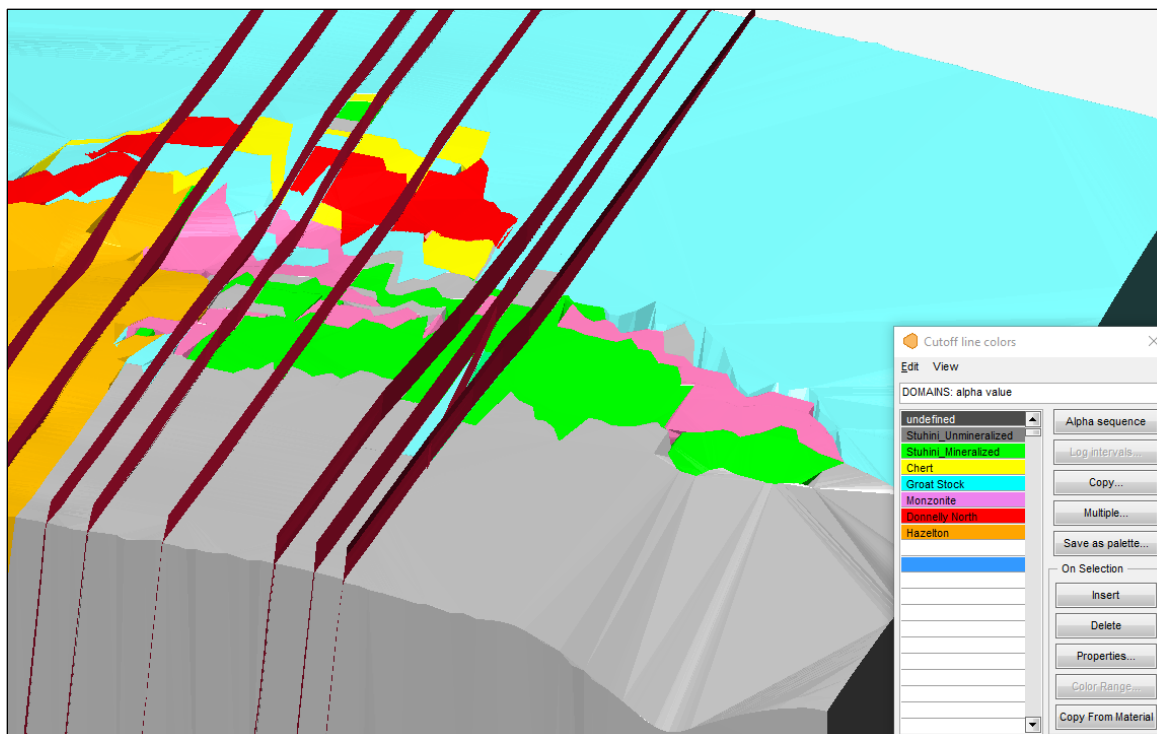 Cutoff line colors
Edit View
DOMAINS: alpha value
undefined
Stuhini_Unmineralized
Stuhini_Mineralized
Chert
Groat Stock
Monzonite
Donnelly North
Hazelton
Alpha sequence
Log intervals...
Copy...
Multiple...
Save as palette...
On Selection
Insert
Delete
Properties...
Color Range...
Copy From Material